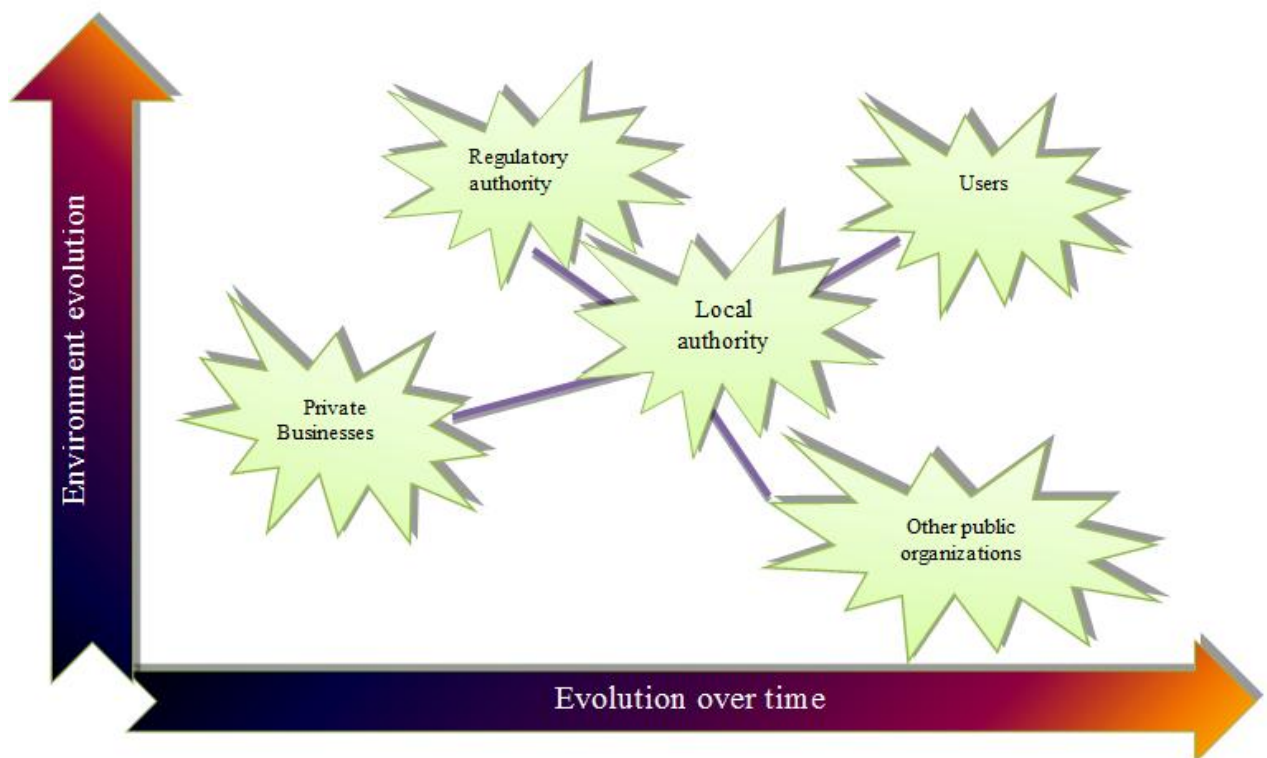 Regulatory
authority
Users
Local
authority
Private
Businesses
Other public
organizations
Environment evolution
Evolution over time